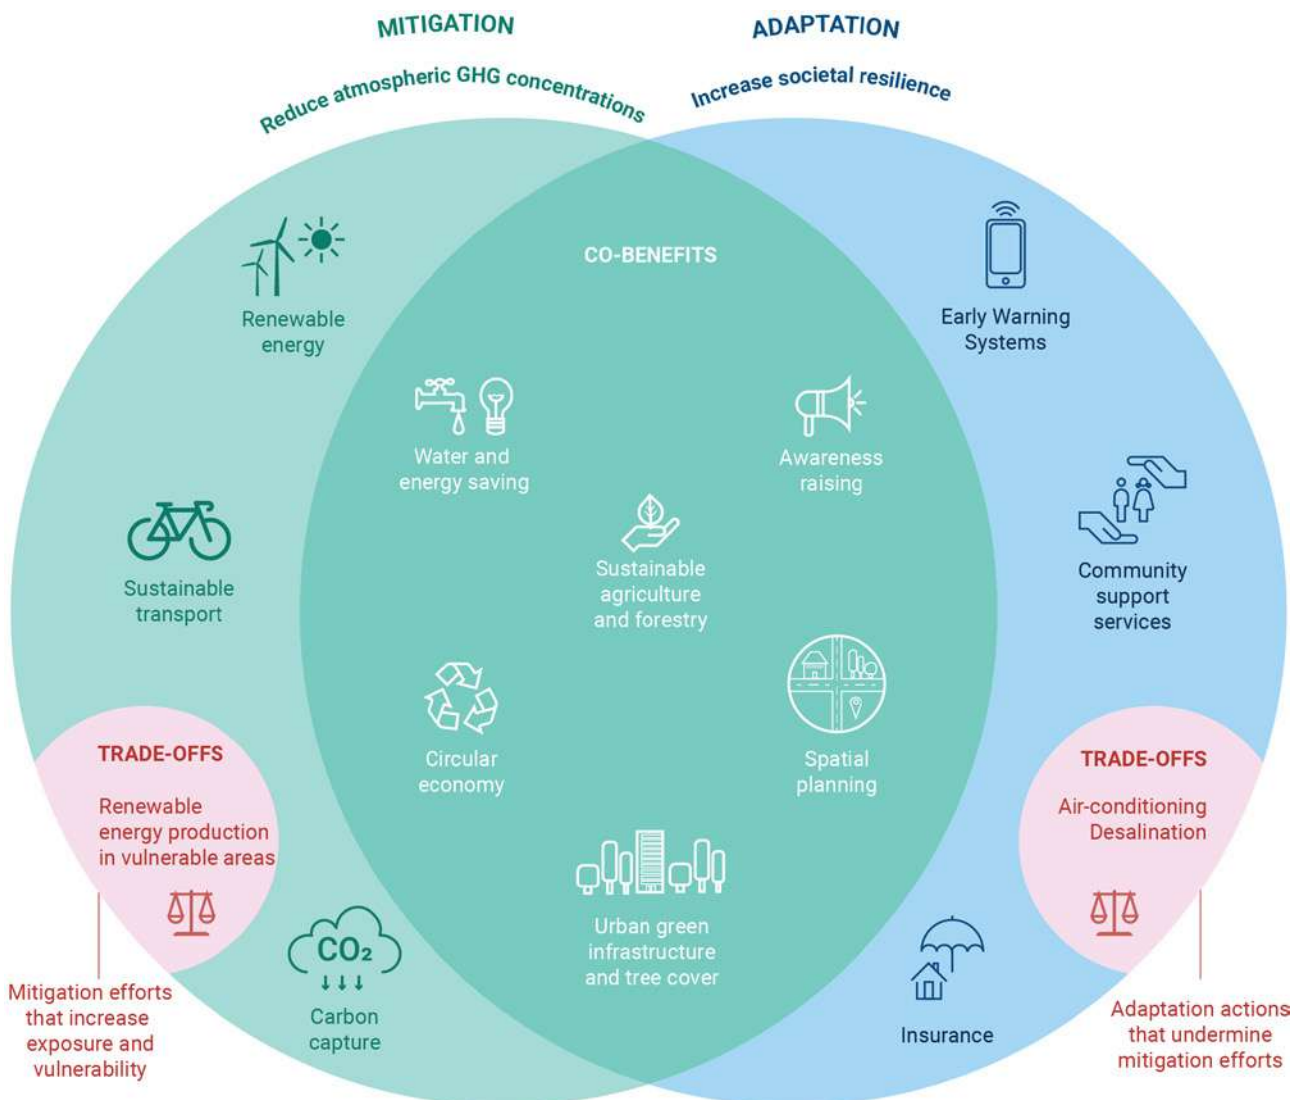 MITIGATION
Reduce atmospheric GHG concentrations
ADAPTATION
Increase societal resilience
CO-BENEFITS
Renewable
energy
Early Warning
Systems
Water and
energy saving
Awareness
raising
Sustainable
agriculture
and forestry
Sustainable
transport
Community
support
services
Circular
economy
Spatial
planning
TRADE-OFFS
Renewable
energy production
in vulnerable areas
TRADE-OFFS
Air-conditioning
Desalination
Urban green
infrastructure
and tree cover
CO₂
Carbon
capture
Insurance
Mitigation efforts
that increase
exposure and
vulnerability
Adaptation actions
that undermine
mitigation efforts